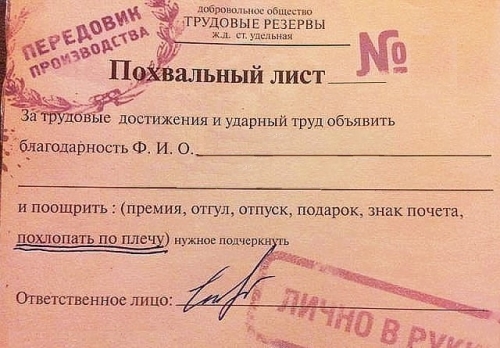 добровольное общество
ТРУДОВЫЕ РЕЗЕРВЫ
ж.д. ст. удельная
ПЕРЕДОВИК
ПРОИЗВОДСТВА
№
Похвальный лист
За трудовые достижения и ударный труд объявить
благодарность Ф. И. О.
и поощрить : (премия, отгул, отпуск, подарок, знак почета,
похлопать по плечу) нужное подчеркнуть
Ответственное лицо:
ЛИЧНО В РУКИ